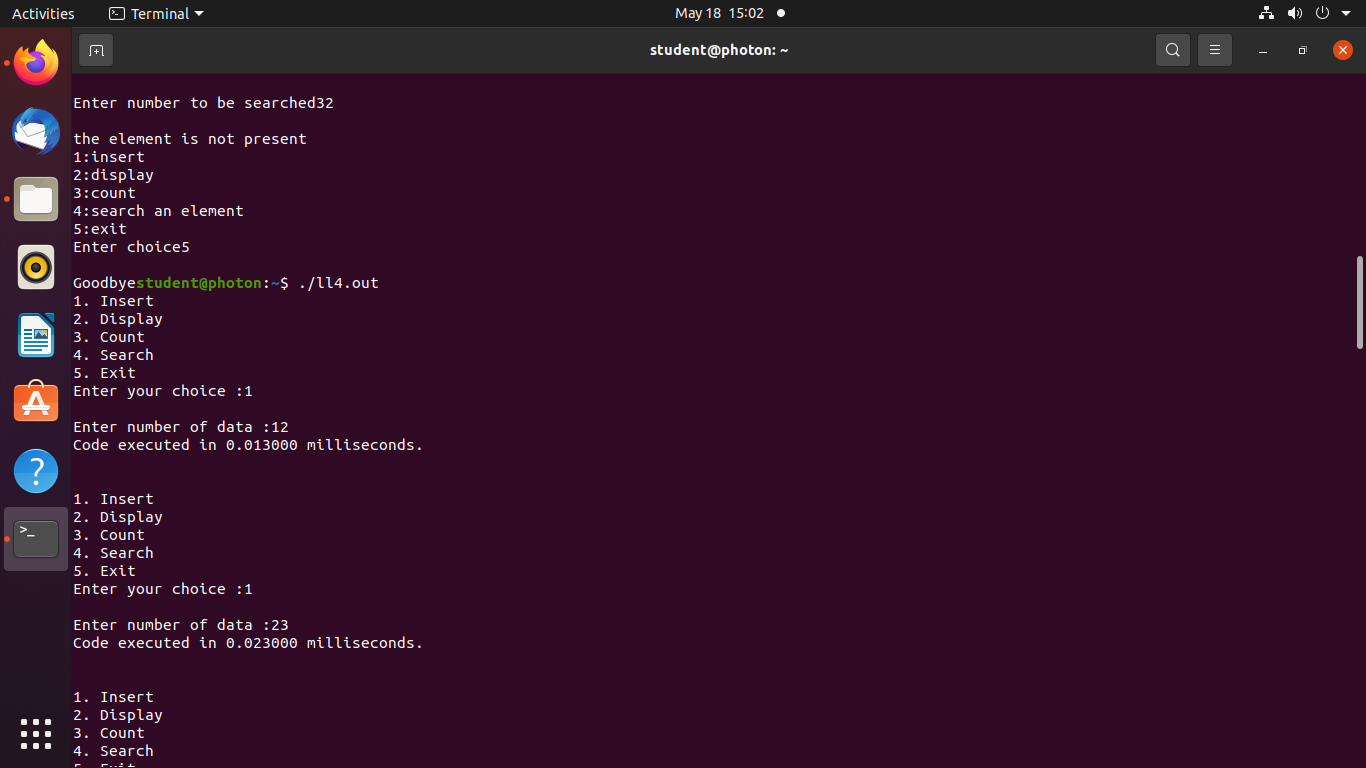 Activities
Terminal
May 18 15:02
student@photon: ~
Enter number to be searched32
the element is not present
1:insert
2:display
3:count
4:search an element
5:exit
Enter choice5
Goodbyestudent@photon:~$ ./ll4.out
1. Insert
2. Display
3. Count
4. Search
5. Exit
Enter your choice :1
Enter number of data :12
Code executed in 0.013000 milliseconds.
1. Insert
2. Display
3. Count
4. Search
5. Exit
Enter your choice :1
Enter number of data :23
Code executed in 0.023000 milliseconds.
1. Insert
2. Display
3. Count
4. Search
5. Exit